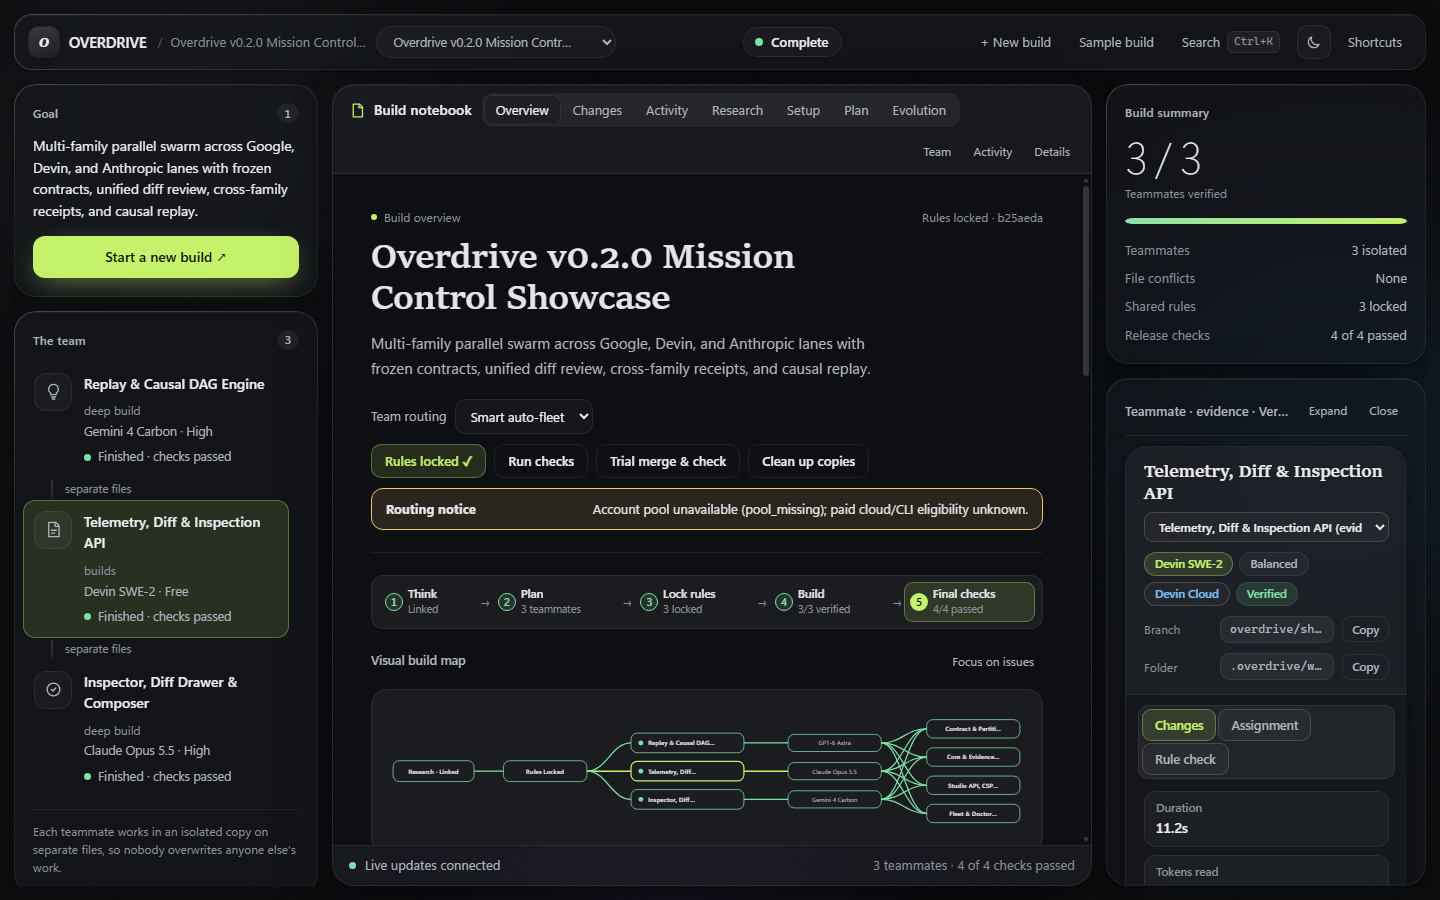 o OVERDRIVE / Overdrive v0.2.0 Mission Control... Overdrive v0.2.0 Mission Contr... Complete + New build Sample build Search Ctrl+K Shortcuts
Goal 1
Multi-family parallel swarm across Google,
Devin, and Anthropic lanes with frozen
contracts, unified diff review, cross-family
receipts, and causal replay.
Start a new build ↗
The team 3
Replay & Causal DAG Engine
deep build
Gemini 4 Carbon · High
Finished · checks passed
separate files
Telemetry, Diff & Inspection
API
builds
Devin SWE-2 · Free
Finished · checks passed
separate files
Inspector, Diff Drawer &
Composer
deep build
Claude Opus 5.5 · High
Finished · checks passed
Each teammate works in an isolated copy on
separate files, so nobody overwrites anyone else's
work.
Build notebook Overview Changes Activity Research Setup Plan Evolution
Team Activity Details
Build overview Rules locked · b25aeda
Overdrive v0.2.0 Mission
Control Showcase
Multi-family parallel swarm across Google, Devin, and Anthropic lanes with
frozen contracts, unified diff review, cross-family receipts, and causal replay.
Team routing Smart auto-fleet
Rules locked ✓ Run checks Trial merge & check Clean up copies
Routing notice Account pool unavailable (pool_missing); paid cloud/CLI eligibility unknown.
1 Think → 2 Plan → 3 Lock rules → 4 Build → 5 Final checks
Linked 3 teammates 3 locked 3/3 verified 4/4 passed
Visual build map Focus on issues
Research · Linked
Rules Locked
Replay & Causal DAG...
Telemetry, Diff...
Inspector, Diff...
GPT-6 Astra
Claude Opus 5.5
Gemini 4 Carbon
Contract & Partiti...
Core & Evidence...
Studio API, CSP...
Fleet & Doctor...
Live updates connected 3 teammates · 4 of 4 checks passed
Build summary
3 / 3
Teammates verified
Teammates 3 isolated
File conflicts None
Shared rules 3 locked
Release checks 4 of 4 passed
Teammate · evidence · Ver... Expand Close
Telemetry, Diff & Inspection
API
Telemetry, Diff & Inspection API (evid
Devin SWE-2 Balanced
Devin Cloud Verified
Branch overdrive/sh... Copy
Folder .overdrive/w... Copy
Changes Assignment
Rule check
Duration
11.2s
Tokens read